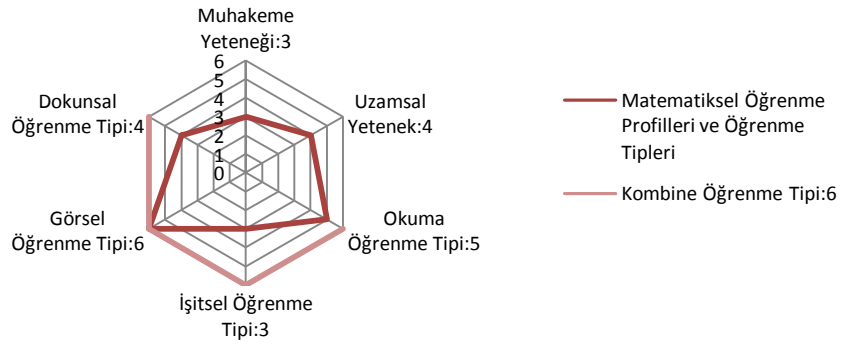 Muhakeme
Yeteneği:3
6
5
4
3
2
1
0
Uzamsal
Yetenek:4
Okuma
Öğrenme Tipi:5
İşitsel Öğrenme
Tipi:3
Görsel
Öğrenme Tipi:6
Dokunsal
Öğrenme Tipi:4
Matematiksel Öğrenme
Profilleri ve Öğrenme
Tipleri
Kombine Öğrenme Tipi:6